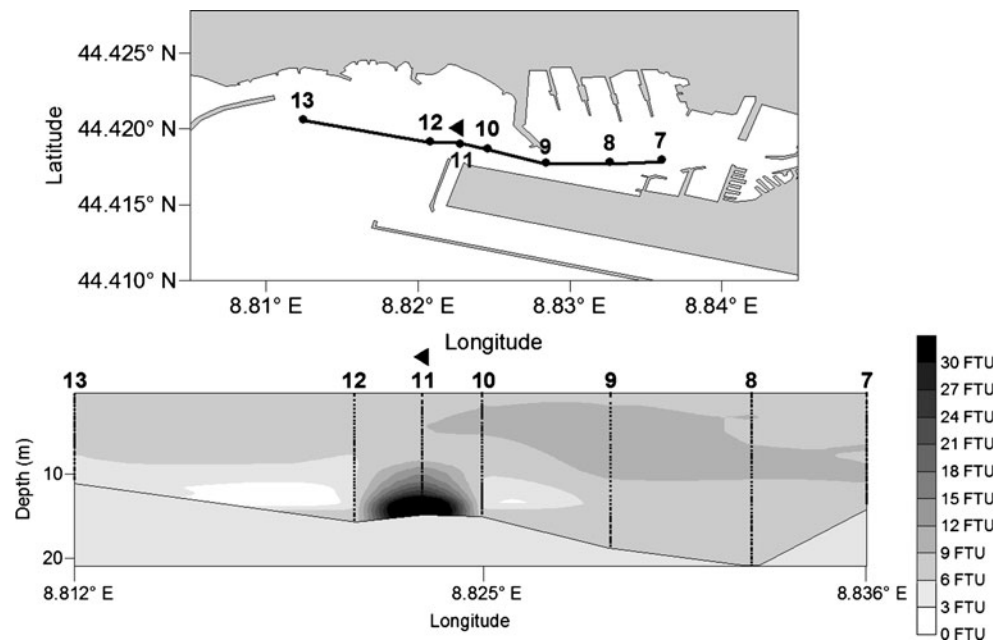 44.425° N
44.420° N
44.415° N
44.410° N
Latitude
13
12
11
10
9
8
7
8.81° E
8.82° E
8.83° E
8.84° E
Longitude
13
12
11
10
9
8
7
Depth (m)
10
20
8.812° E
8.825° E
8.836° E
Longitude
30 FTU
27 FTU
24 FTU
21 FTU
18 FTU
15 FTU
12 FTU
9 FTU
6 FTU
3 FTU
0 FTU